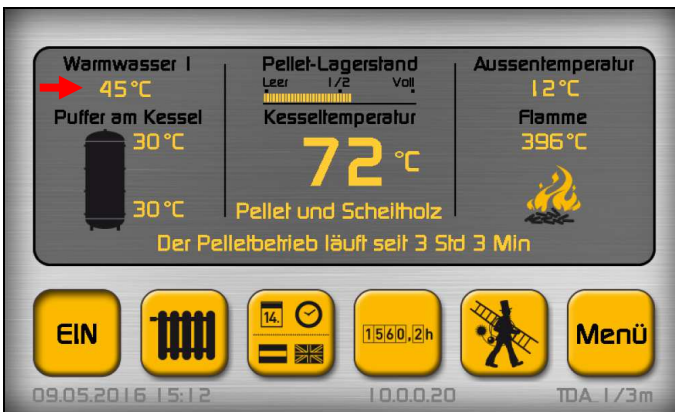 Warmwasser 1
45°C
Pellet-Lagerstand
Leer 1/2 Voll
Aussentemperatur
12°C
Puffer am Kessel
30°C
30°C
Kesseltemperatur
72 °C
Flamme
396°C
Pellet und Scheitholz
Der Pelletbetrieb läuft seit 3 Std 3 Min
EIN
14.
1560,2h
Menü
09.05.2016 15:12
10.0.0.20
TDA 1/3m